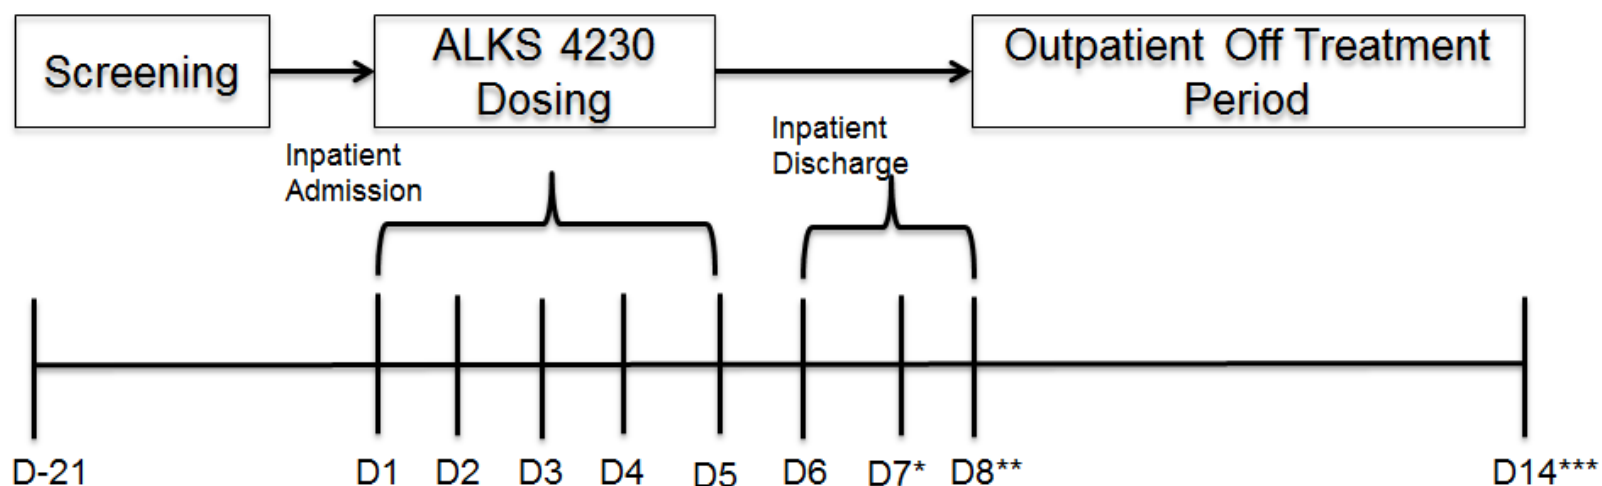 Screening
ALKS 4230
Dosing
Outpatient Off Treatment
Period
Inpatient
Admission
Inpatient
Discharge
D-21
D1
D2
D3
D4
D5
D6
D7*
D8**
D14***